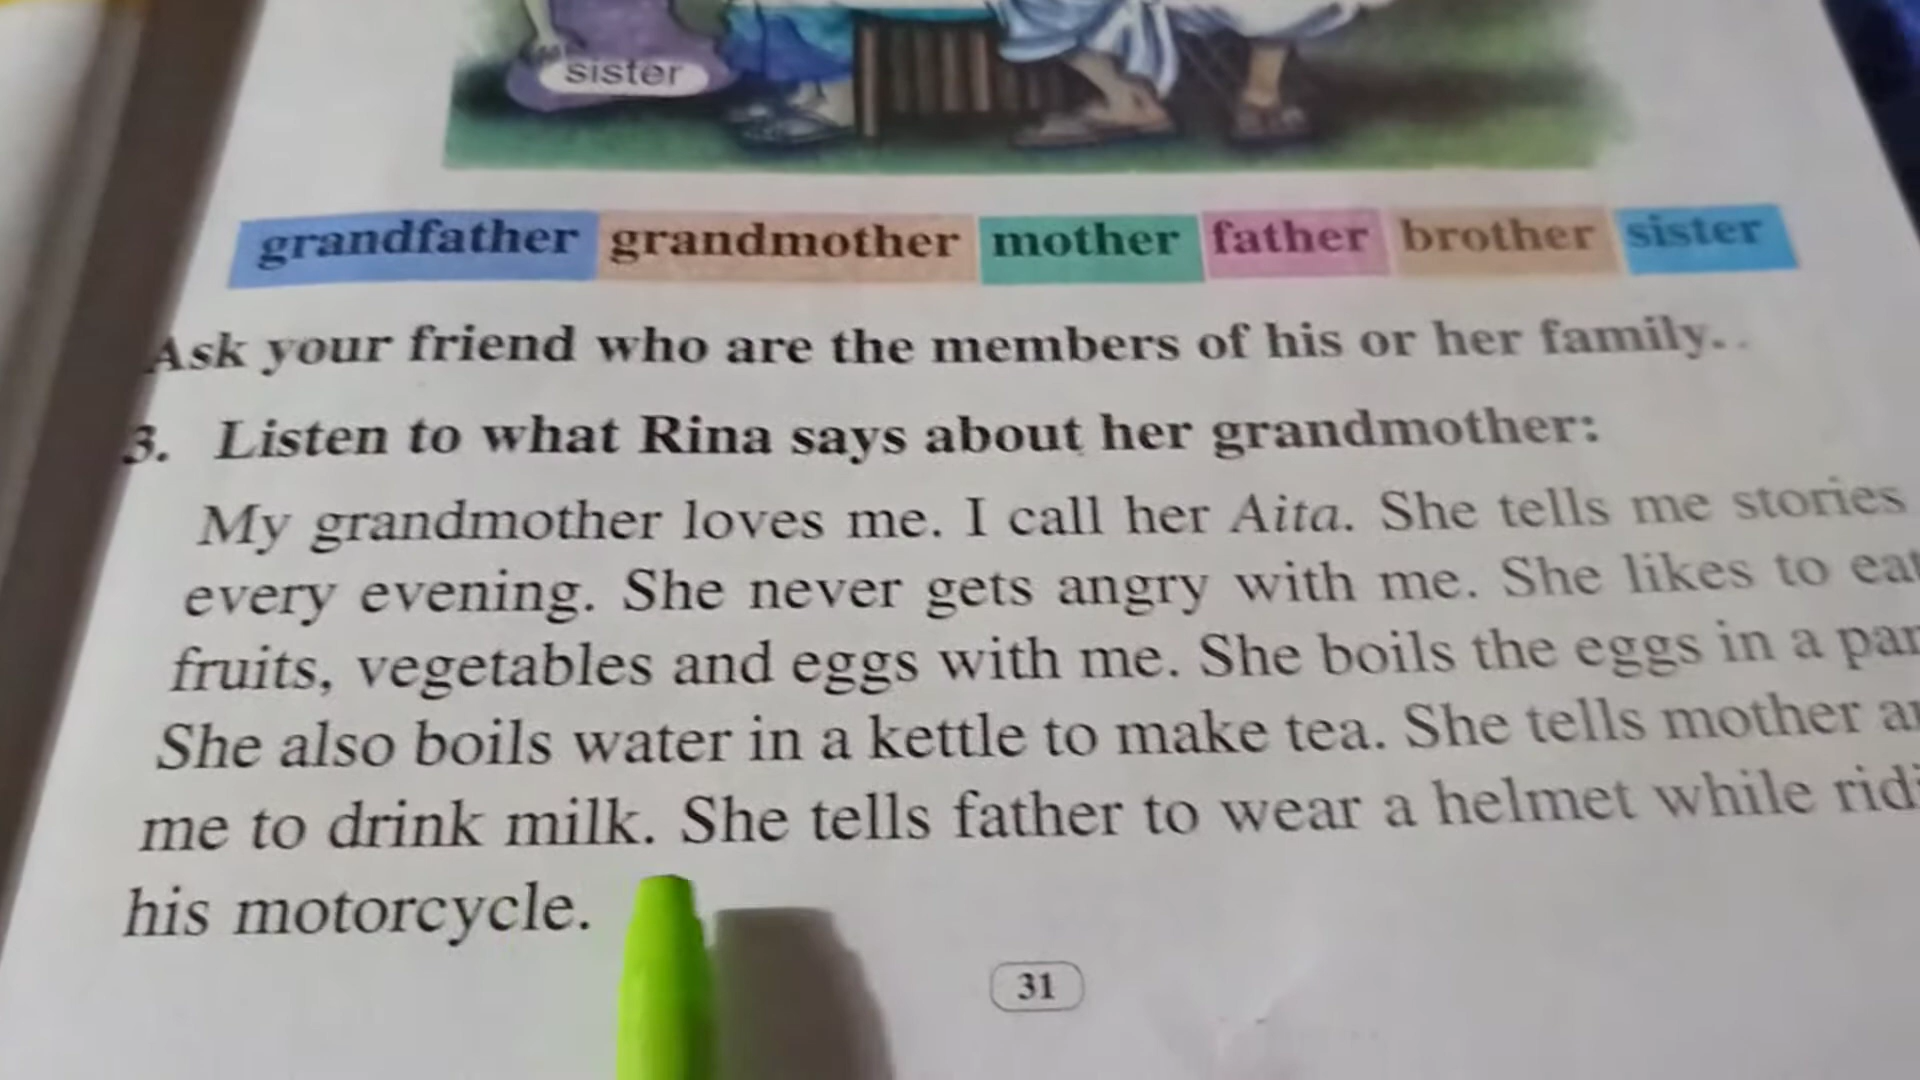 sister
grandfather grandmother mother father brother sister
Ask your friend who are the members of his or her family..
3. Listen to what Rina says about her grandmother:
My grandmother loves me. I call her Aita. She tells me stories
every evening. She never gets angry with me. She likes to eat
fruits, vegetables and eggs with me. She boils the eggs in a
She also boils water in a kettle to make tea. She tells mother
me to drink milk. She tells father to wear a helmet while
his motorcycle.
31